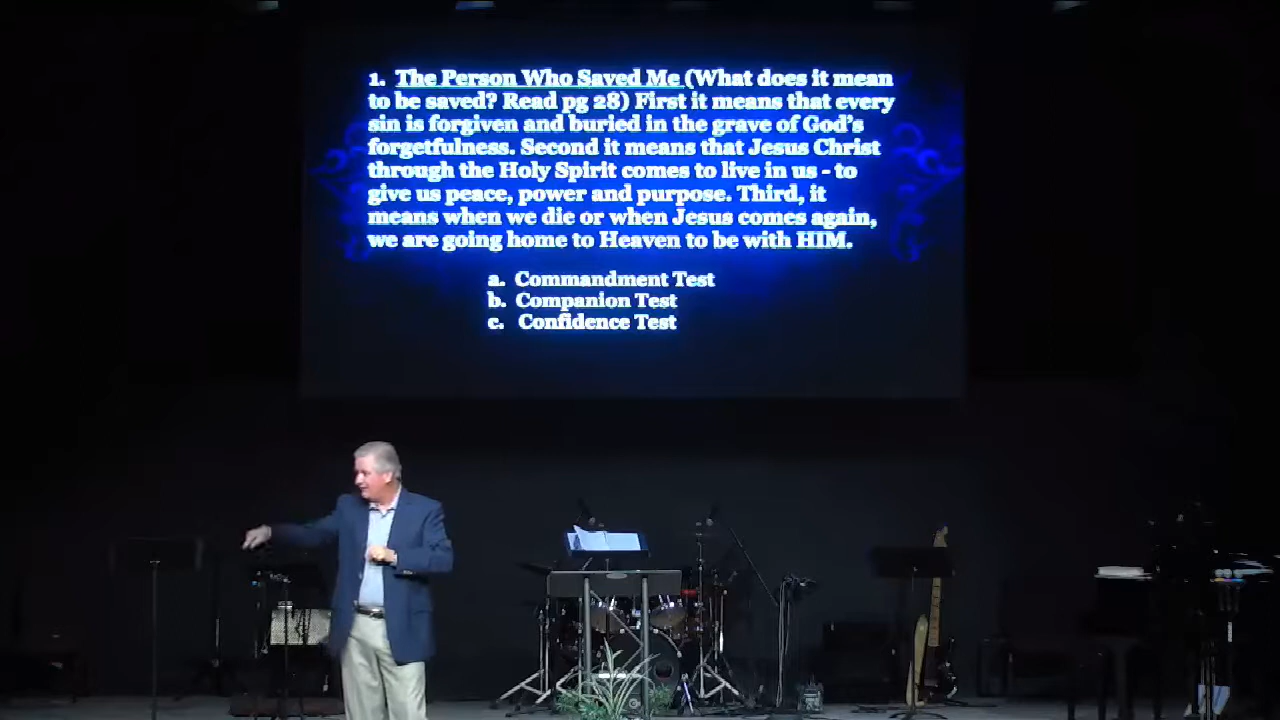 1. The Person Who Saved Me (What does it mean
to be saved? Read pg 28) First it means that every
sin is forgiven and buried in the grave of God's
forgetfulness. Second it means that Jesus Christ
through the Holy Spirit comes to live in us - to
give us peace, power and purpose. Third, it
means when we die or when Jesus comes again,
we are going home to Heaven to be with HIM.
a. Commandment Test
b. Companion Test
c. Confidence Test